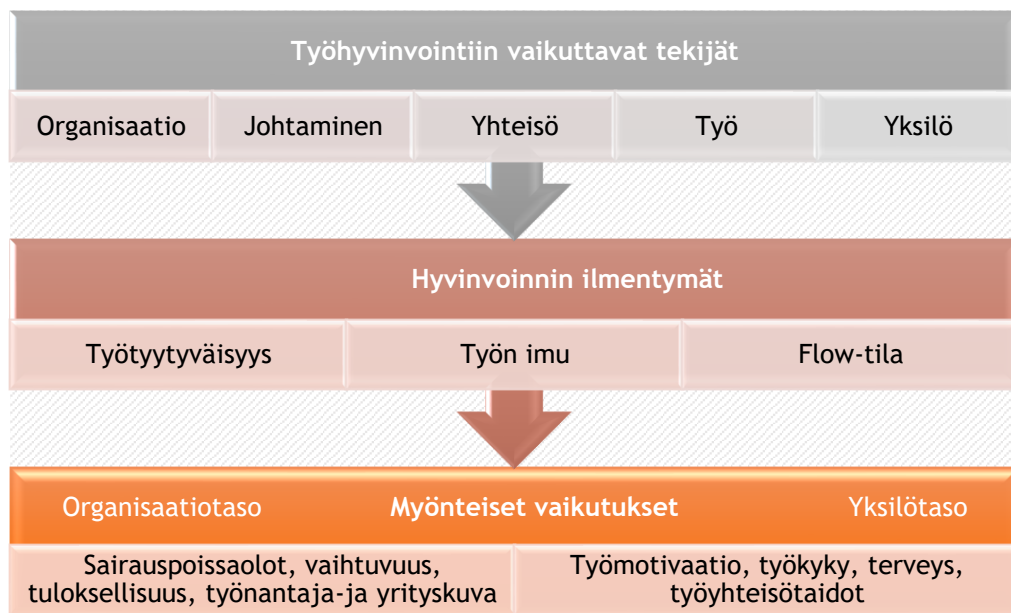 Työhyvinvointiin vaikuttavat tekijät
Organisaatio Johtaminen Yhteisö Työ Yksilö
Hyvinvoinnin ilmentymät
Työtyytyväisyys Työn imu Flow-tila
Organisaatiotaso Myönteiset vaikutukset Yksilötaso
Sairauspoissaolot, vaihtuvuus,
tuloksellisuus, työnantaja-ja yrityskuva
Työmotivaatio, työkyky, terveys,
työyhteisötaidot